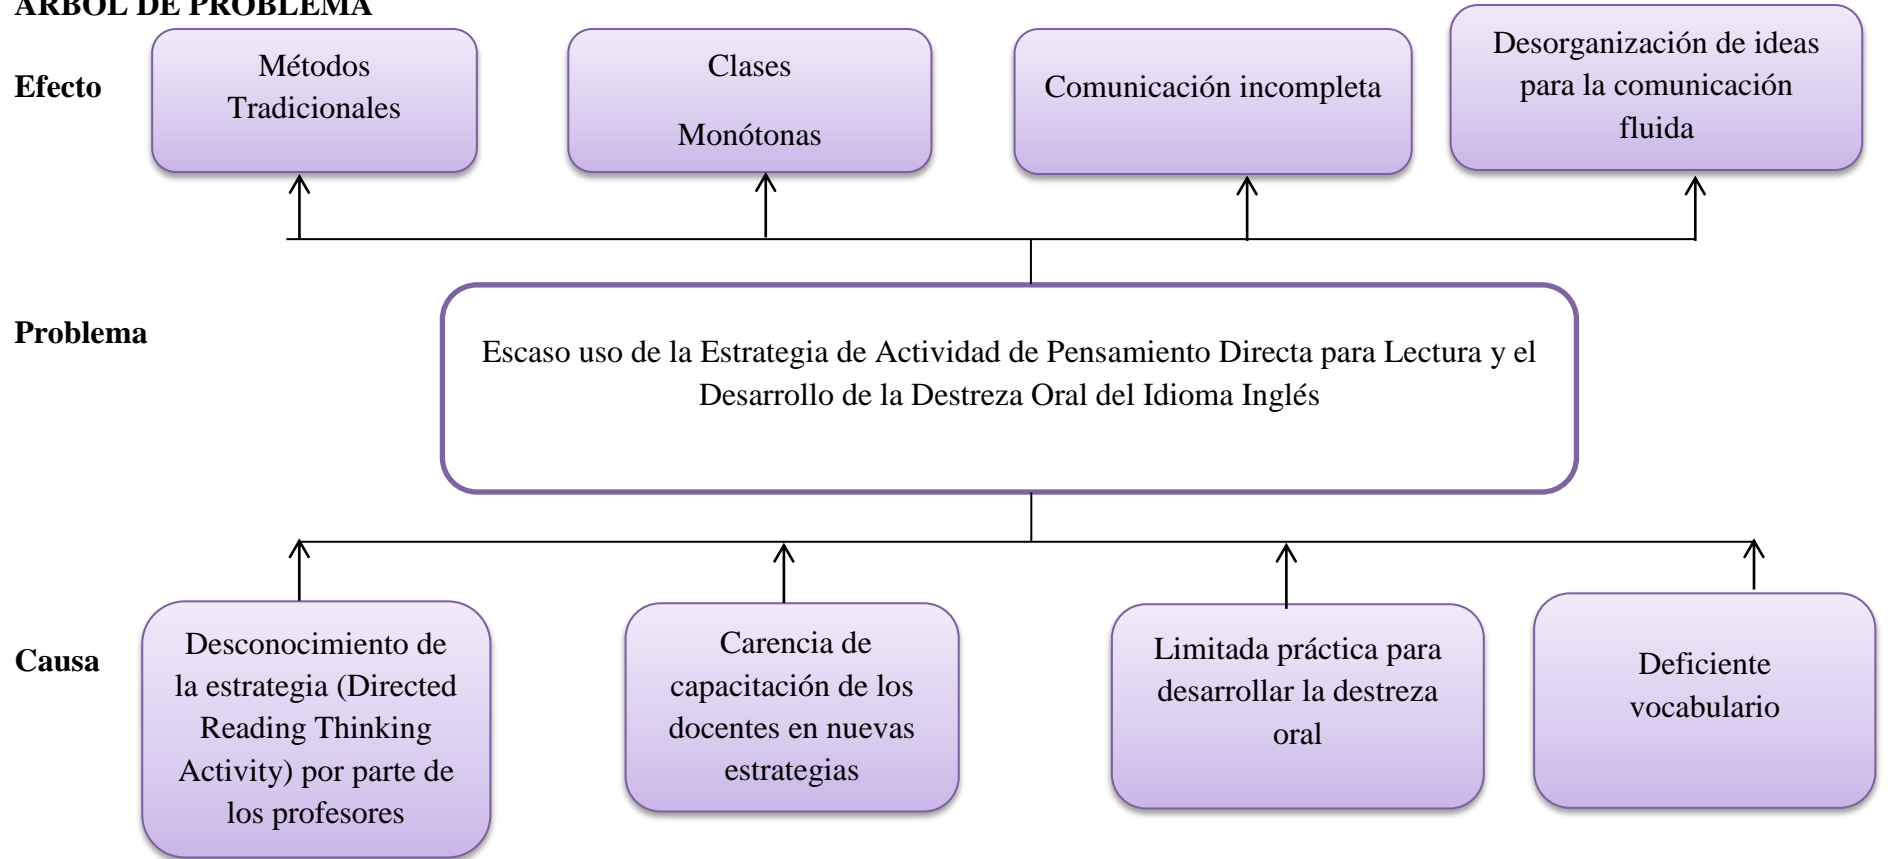 ARBOL DE PROBLEMA
Efecto
Métodos
Tradicionales
Clases
Monótonas
Comunicación incompleta
Desorganización de ideas
para la comunicación
fluida
Problema
Escaso uso de la Estrategia de Actividad de Pensamiento Directa para Lectura y el
Desarrollo de la Destreza Oral del Idioma Inglés
Causa
Desconocimiento de
la estrategia (Directed
Reading Thinking
Activity) por parte de
los profesores
Carencia de
capacitación de los
docentes en nuevas
estrategias
Limitada práctica para
desarrollar la destreza
oral
Deficiente
vocabulario